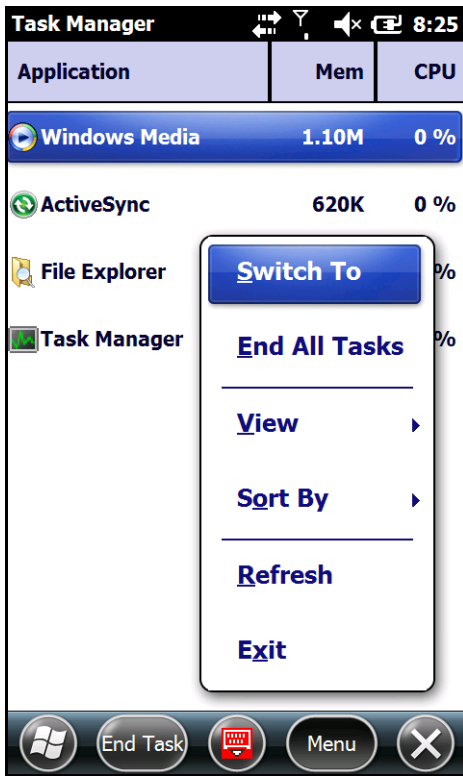 Task Manager 8:25
Application Mem CPU
Windows Media 1.10M 0 %
ActiveSync 620K 0 %
File Explorer %
Task Manager %
Switch To
End All Tasks
View
Sort By
Refresh
Exit
End Task Menu